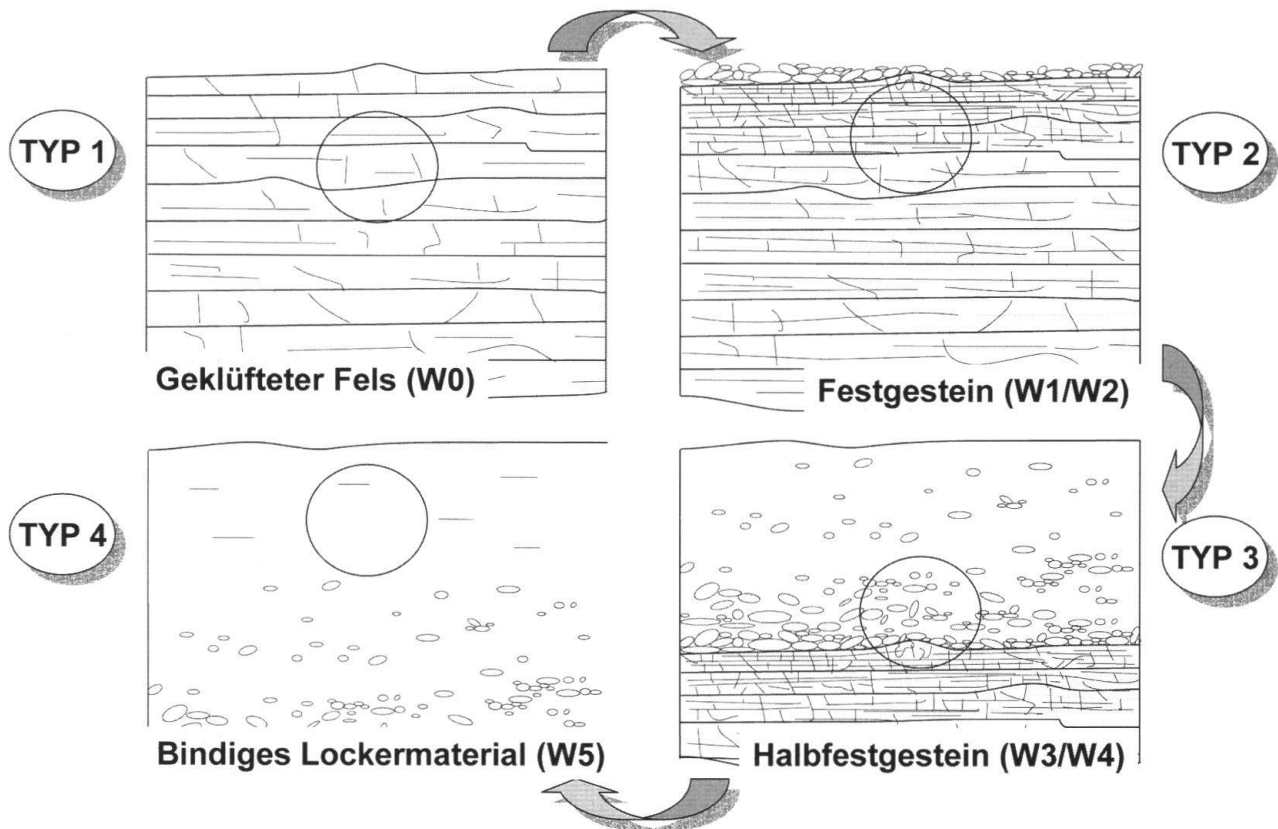 TYP 1
TYP 2
Geklüfteter Fels (W0)
Festgestein (W1/W2)
TYP 4
TYP 3
Bindiges Lockermaterial (W5)
Halbfestgestein (W3/W4)